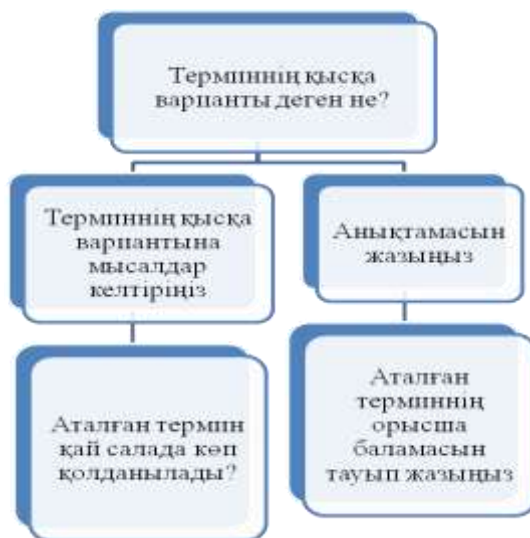 Терминнің қысқа
варианты деген не?
Терминнің қысқа
вариантына
мысалдар
келтіріңіз
Анықтамасын
жазыңыз
Аталған термин
қай салада көп
қолданылады?
Аталған
терминнің
орысша
баламасын
тауып жазыңыз